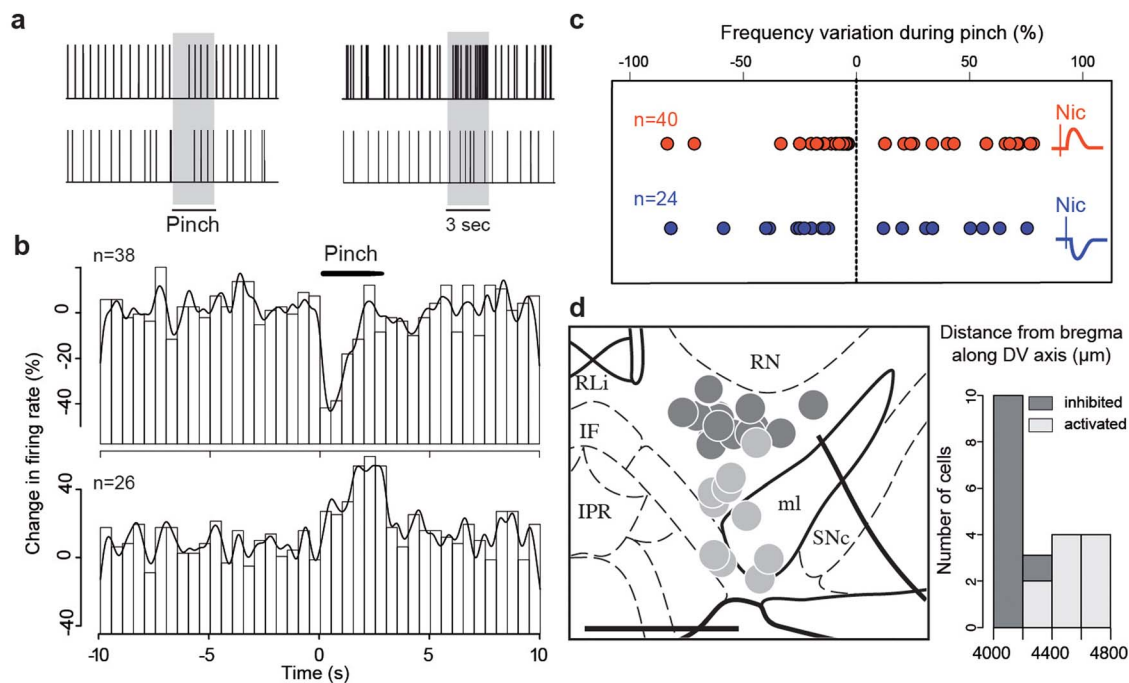 a
Pinch
3 sec
b
n=38
Pinch
0
-20
40
n=26
40
0
-40
Change in firing rate (%)
-10
-5
0
5
10
Time (s)
c
Frequency variation during pinch (%)
-100
-50
0
50
100
n=40
Nic
n=24
Nic
d
RN
RLi
IF
IPR
ml
SNc
Distance from bregma
along DV axis (µm)
inhibited
activated
10
8
6
4
2
0
Number of cells
4000
4400
4800